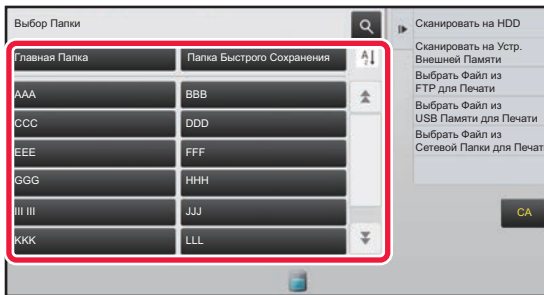 Выбор Папки
Главная Папка
Папка Быстрого Сохранения
AAA
BBB
CCC
DDD
EEE
FFF
GGG
HHH
III III
JJJ
KKK
LLL
Сканировать на HDD
Сканировать на Устр.
Внешней Памяти
Выбрать Файл из
FTP для Печати
Выбрать Файл из
USB Памяти для Печати
Выбрать Файл из
Сетевой Папки для Печат
CA